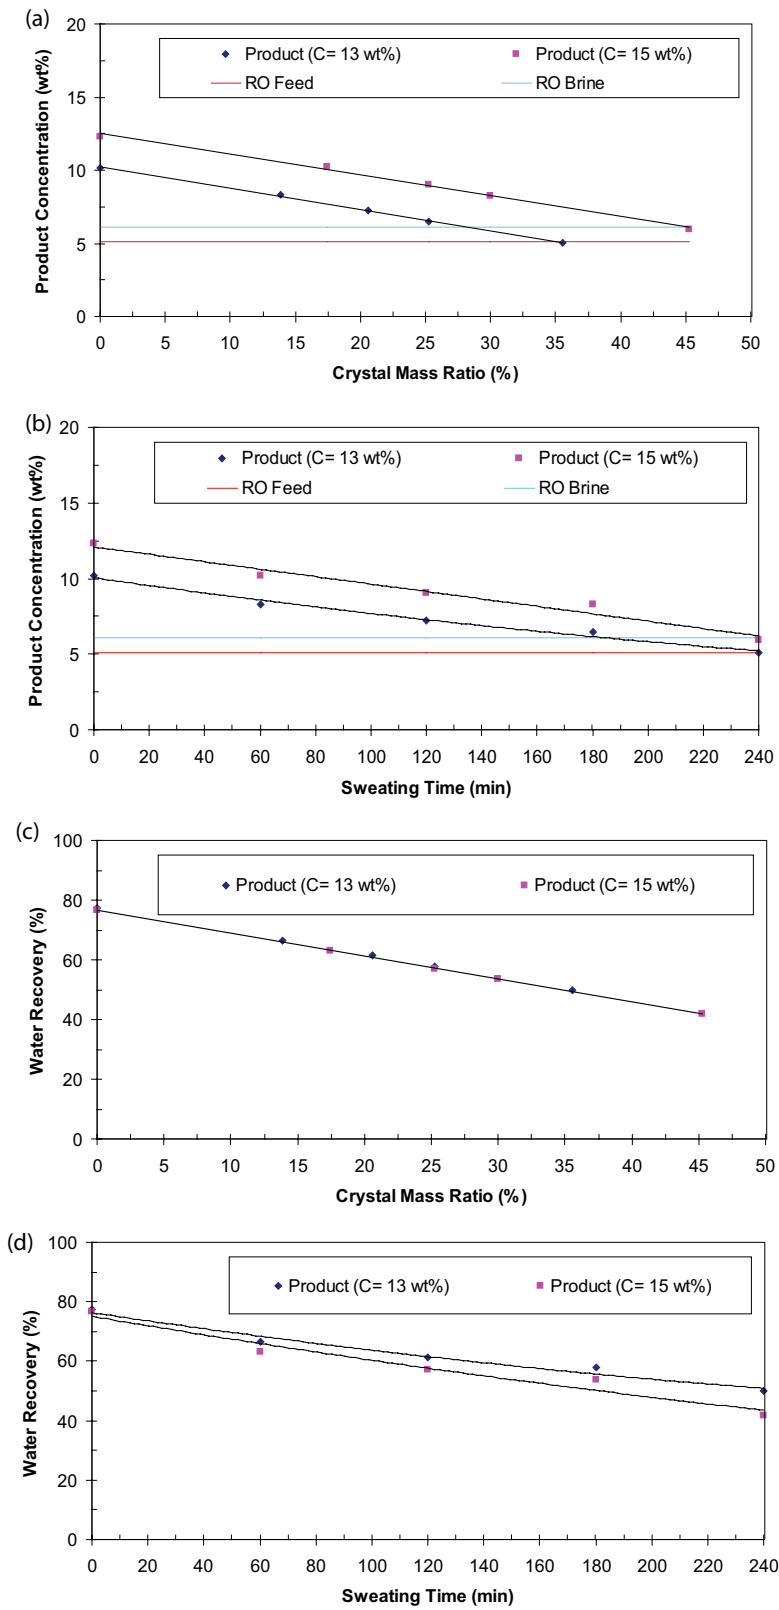 (a)
20
15
10
5
0
Product Concentration (wt%)
Product (C= 13 wt%) Product (C= 15 wt%)
RO Feed RO Brine
0 5 10 15 20 25 30 35 40 45 50
Crystal Mass Ratio (%)
(b)
20
15
10
5
0
Product Concentration (wt%)
Product (C= 13 wt%) Product (C= 15 wt%)
RO Feed RO Brine
0 20 40 60 80 100 120 140 160 180 200 220 240
Sweating Time (min)
(c)
100
80
60
40
20
0
Water Recovery (%)
Product (C= 13 wt%) Product (C= 15 wt%)
0 5 10 15 20 25 30 35 40 45 50
Crystal Mass Ratio (%)
(d)
100
80
60
40
20
0
Water Recovery (%)
Product (C= 13 wt%) Product (C= 15 wt%)
0 20 40 60 80 100 120 140 160 180 200 220 240
Sweating Time (min)